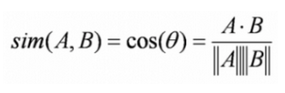 sim(A, B) = cos(θ) = A · B / ‖A‖‖B‖